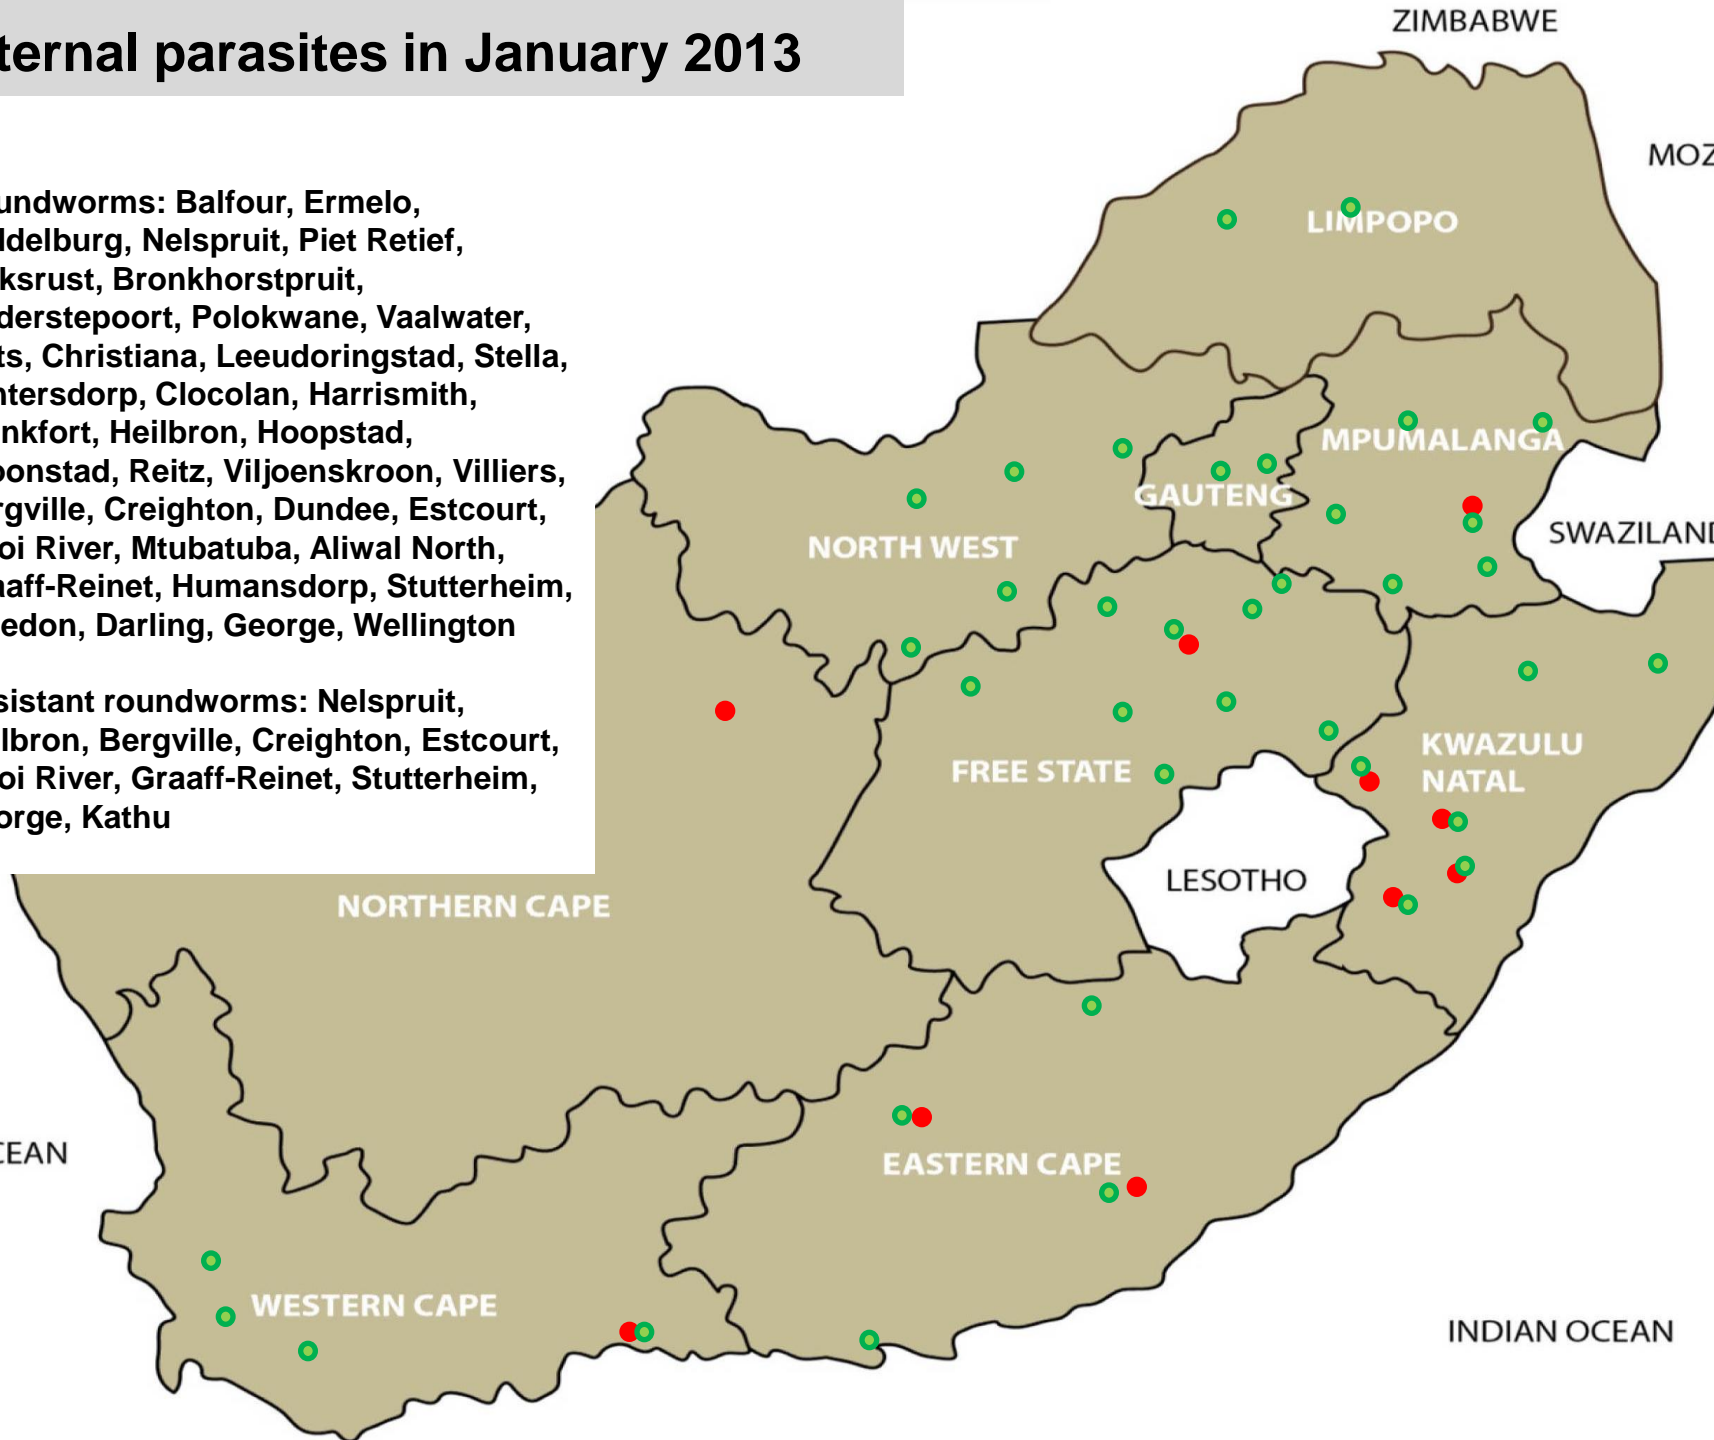 ternal parasites in January 2013
undworms: Balfour, Ermelo,
ldelburg, Nelspruit, Piet Retief,
ksrust, Bronkhorstpruit,
derstepoort, Polokwane, Vaalwater,
ts, Christiana, Leeudoringstad, Stella,
ntersdorp, Clocolan, Harrismith,
nkfort, Heilbron, Hoopstad,
oonstad, Reitz, Viljoenskroon, Villiers,
rgville, Creighton, Dundee, Estcourt,
oi River, Mtubatuba, Aliwal North,
aaff-Reinet, Humansdorp, Stutterheim,
edon, Darling, George, Wellington
sistant roundworms: Nelspruit,
lbron, Bergville, Creighton, Estcourt,
oi River, Graaff-Reinet, Stutterheim,
orge, Kathu
ZIMBABWE
MOZ
LIMPOPO
MPUMALANGA
GAUTENG
SWAZILAND
NORTH WEST
KWAZULU
NATAL
FREE STATE
LESOTHO
NORTHERN CAPE
CEAN
EASTERN CAPE
WESTERN CAPE
INDIAN OCEAN